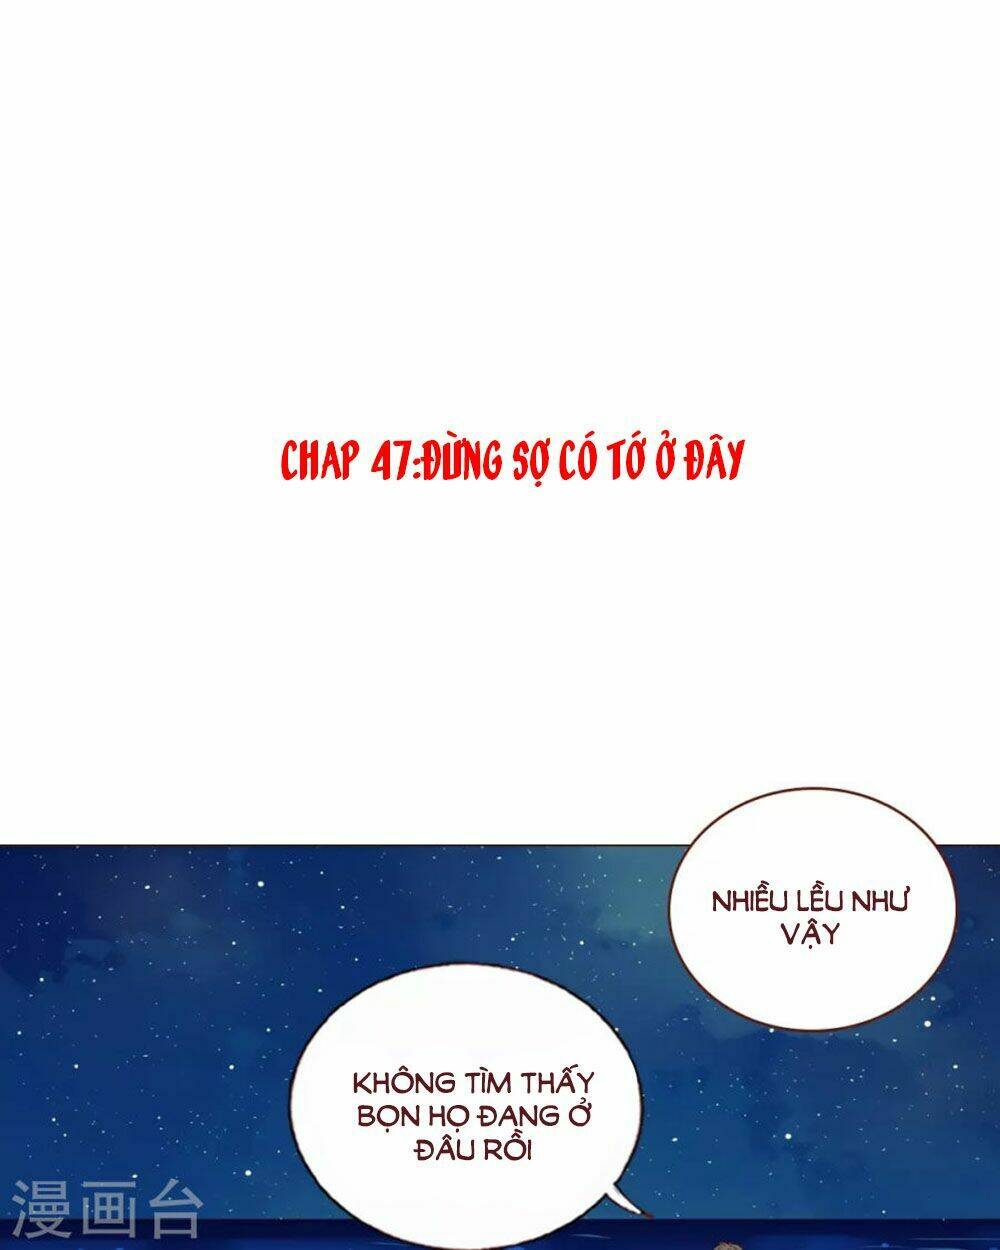 CHAP 47:ĐỪNG SỢ CÓ TỚ Ở ĐÂY
NHIỀU LỀU NHƯ
VẬY
KHÔNG TÌM THẤY
BỌN HỌ ĐANG Ở
ĐÂU RỒI
漫画台